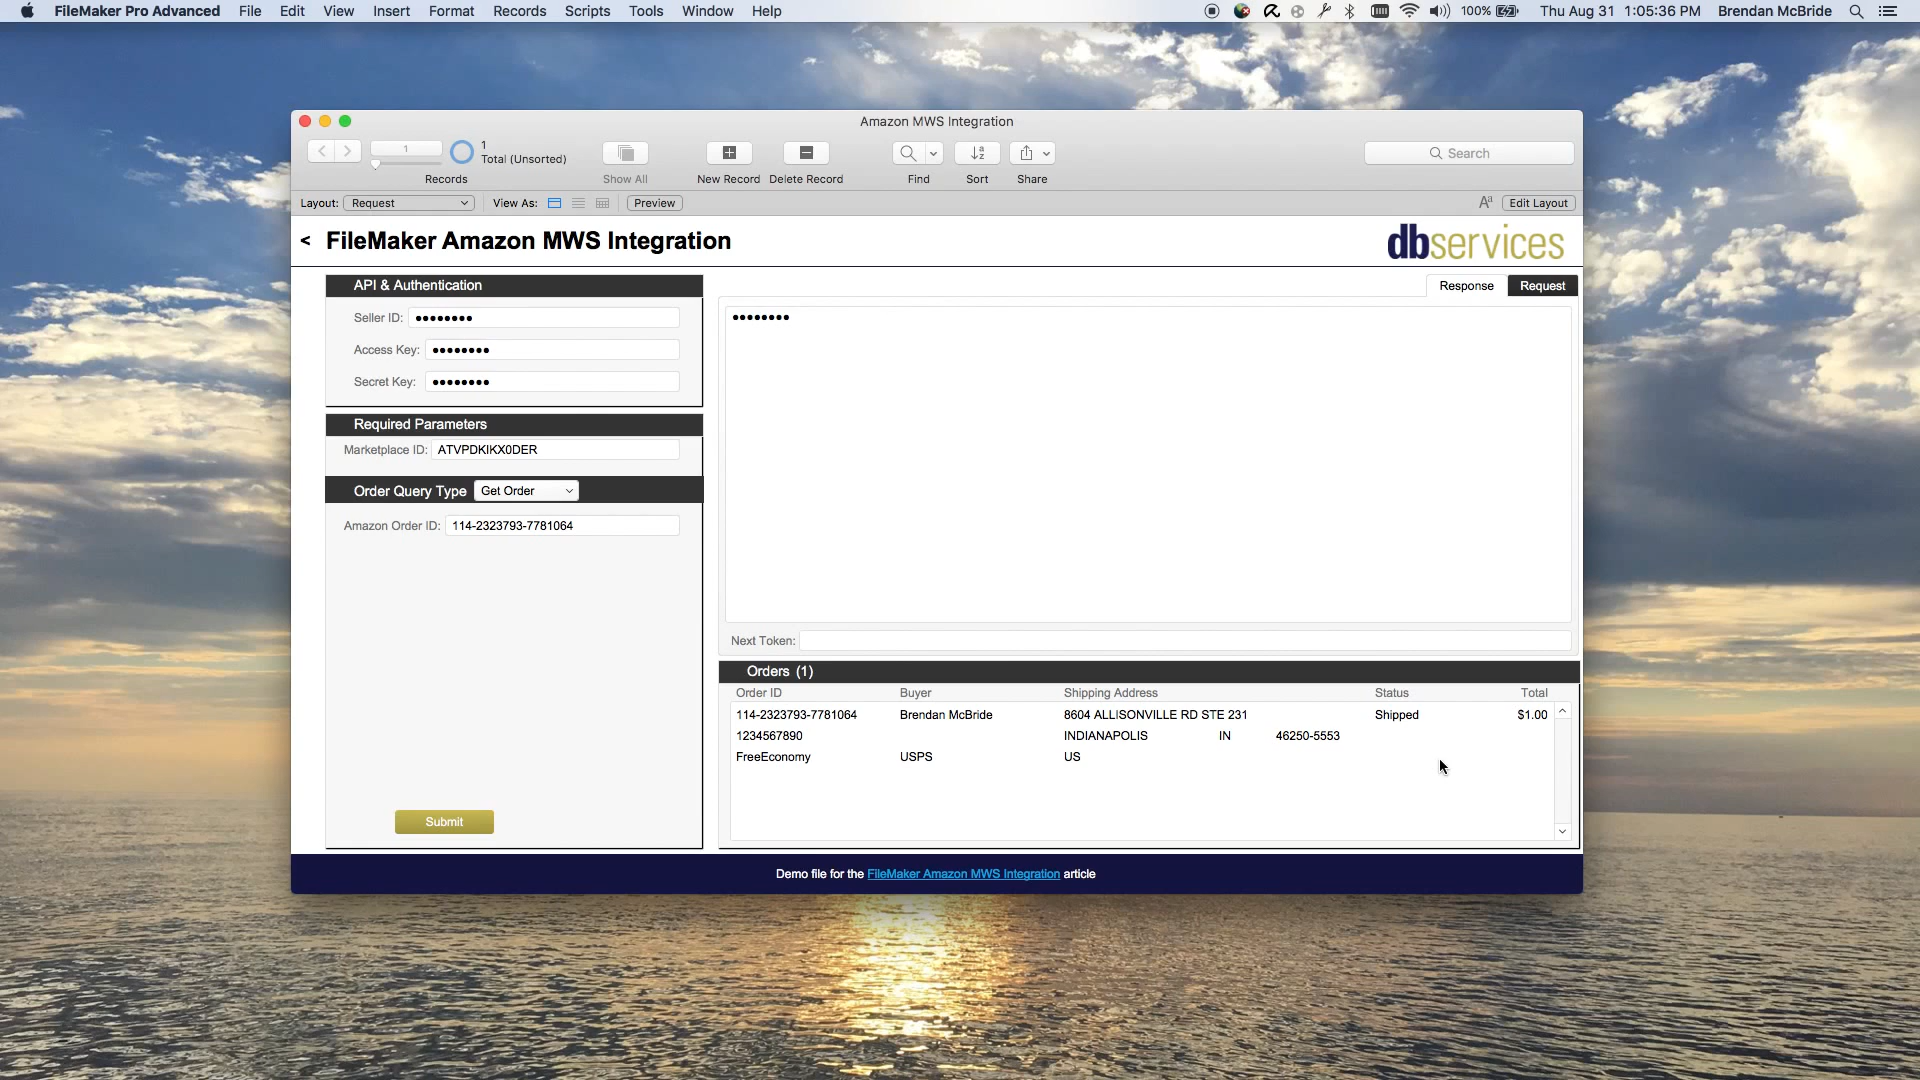 FileMaker Pro Advanced File Edit View Insert Format Records Scripts Tools Window Help 100% Thu Aug 31 1:05:36 PM Brendan McBride
Amazon MWS Integration
1
1
Total (Unsorted)
Search
Records Show All New Record Delete Record Find Sort Share
Layout: Request View As: Preview Aa Edit Layout
< FileMaker Amazon MWS Integration
dbservices
API & Authentication
Response Request
Seller ID: ••••••••
••••••••
Access Key: ••••••••
Secret Key: ••••••••
Required Parameters
Marketplace ID: ATVPDKIKX0DER
Order Query Type Get Order
Amazon Order ID: 114-2323793-7781064
Submit
Next Token:
Orders (1)
Order ID Buyer Shipping Address Status Total
114-2323793-7781064 Brendan McBride 8604 ALLISONVILLE RD STE 231 Shipped $1.00
1234567890 INDIANAPOLIS IN 46250-5553
FreeEconomy USPS US
Demo file for the FileMaker Amazon MWS Integration article